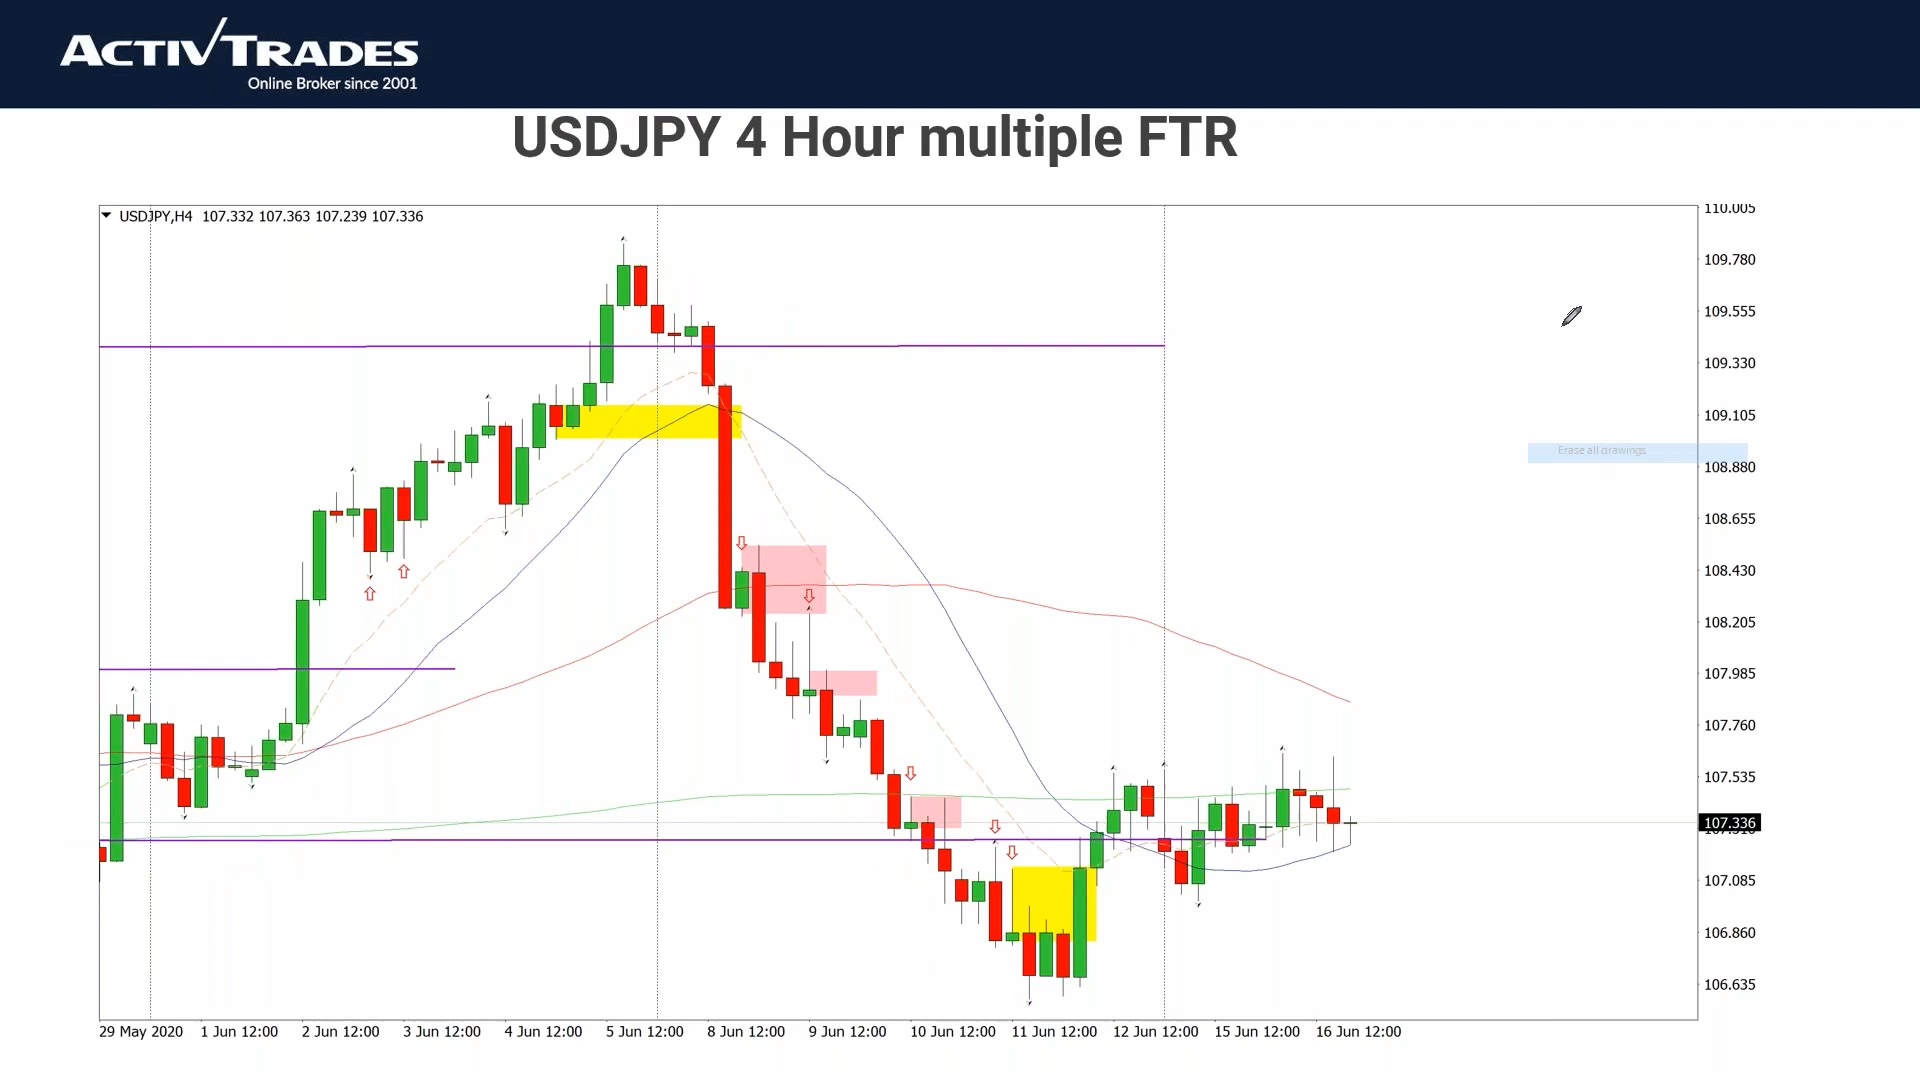 ACTIVTRADES
Online Broker since 2001
USDJPY 4 Hour multiple FTR
USDJPY,H4 107.332 107.363 107.239 107.336
110.005
109.780
109.555
109.330
109.105
Erase all drawings
108.880
108.655
108.430
108.205
107.985
107.760
107.535
107.336
107.085
106.860
106.635
29 May 2020 1 Jun 12:00 2 Jun 12:00 3 Jun 12:00 4 Jun 12:00 5 Jun 12:00 8 Jun 12:00 9 Jun 12:00 10 Jun 12:00 11 Jun 12:00 12 Jun 12:00 15 Jun 12:00 16 Jun 12:00